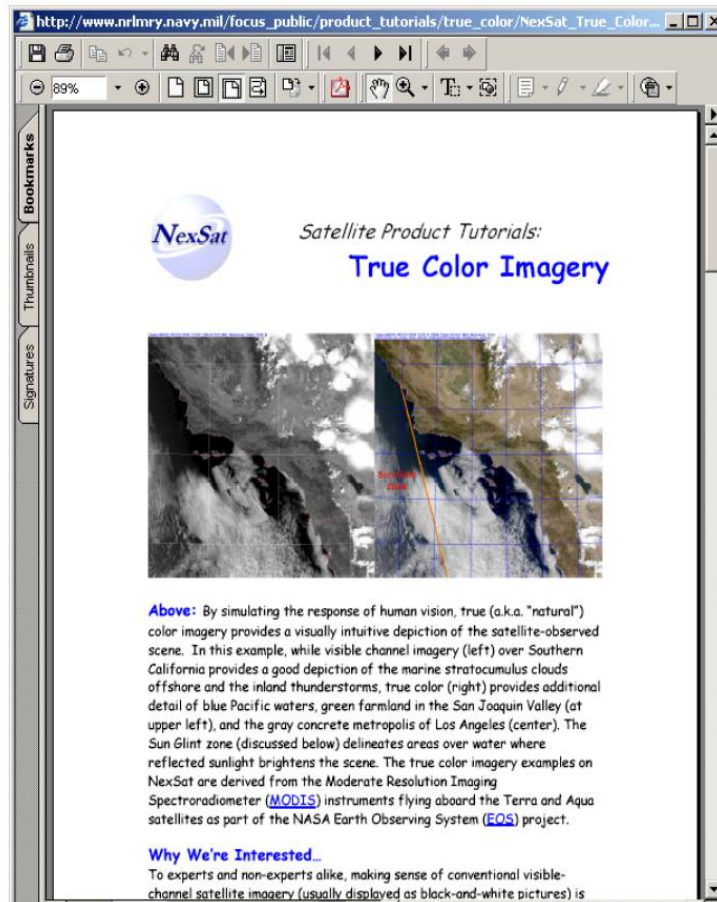 http://www.nrlmry.navy.mil/focus_public/product_tutorials/true_color/NexSat_True_Color...
89%
Bookmarks
Thumbnails
Signatures
NexSat
Satellite Product Tutorials:
True Color Imagery
Above: By simulating the response of human vision, true (a.k.a. “natural”)
color imagery provides a visually intuitive depiction of the satellite-observed
scene. In this example, while visible channel imagery (left) over Southern
California provides a good depiction of the marine stratocumulus clouds
offshore and the inland thunderstorms, true color (right) provides additional
detail of blue Pacific waters, green farmland in the San Joaquin Valley (at
upper left), and the gray concrete metropolis of Los Angeles (center). The
Sun Glint zone (discussed below) delineates areas over water where
reflected sunlight brightens the scene. The true color imagery examples on
NexSat are derived from the Moderate Resolution Imaging
Spectroradiometer (MODIS) instruments flying aboard the Terra and Aqua
satellites as part of the NASA Earth Observing System (EOS) project.
Why We’re Interested…
To experts and non-experts alike, making sense of conventional visible-
channel satellite imagery (usually displayed as black-and-white pictures) is